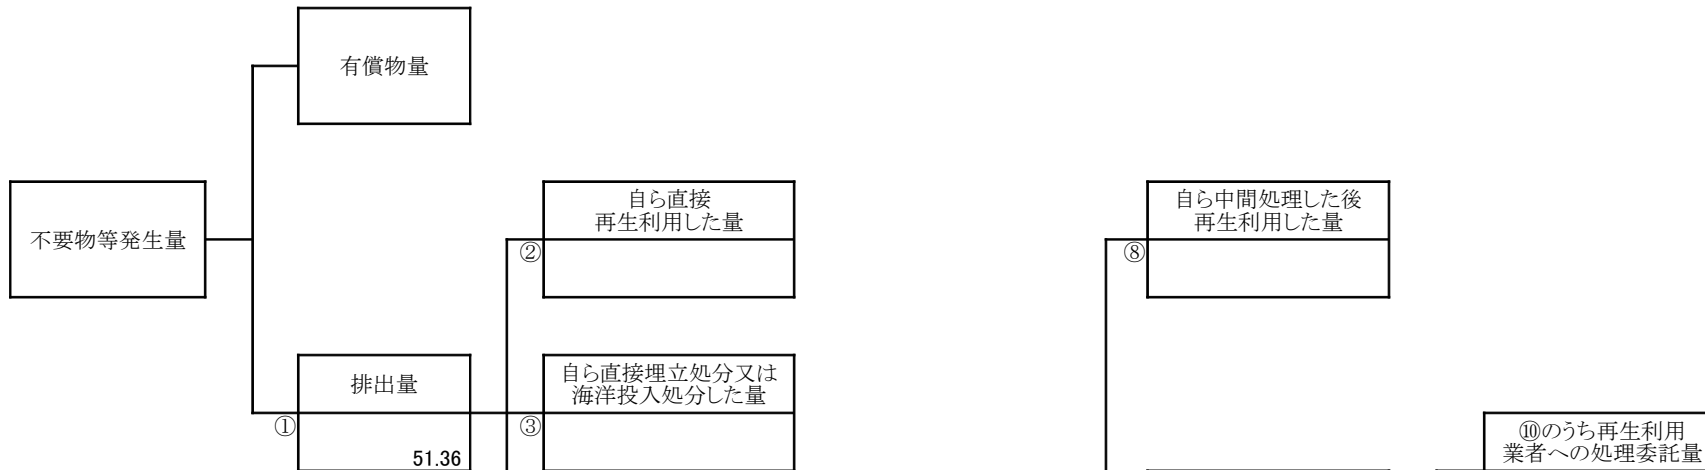 有償物量
不要物等発生量
自ら直接
再生利用した量
②
自ら中間処理した後
再生利用した量
⑧
排出量
①
51.36
自ら直接埋立処分又は
海洋投入処分した量
③
⑩のうち再生利用
業者への処理委託量